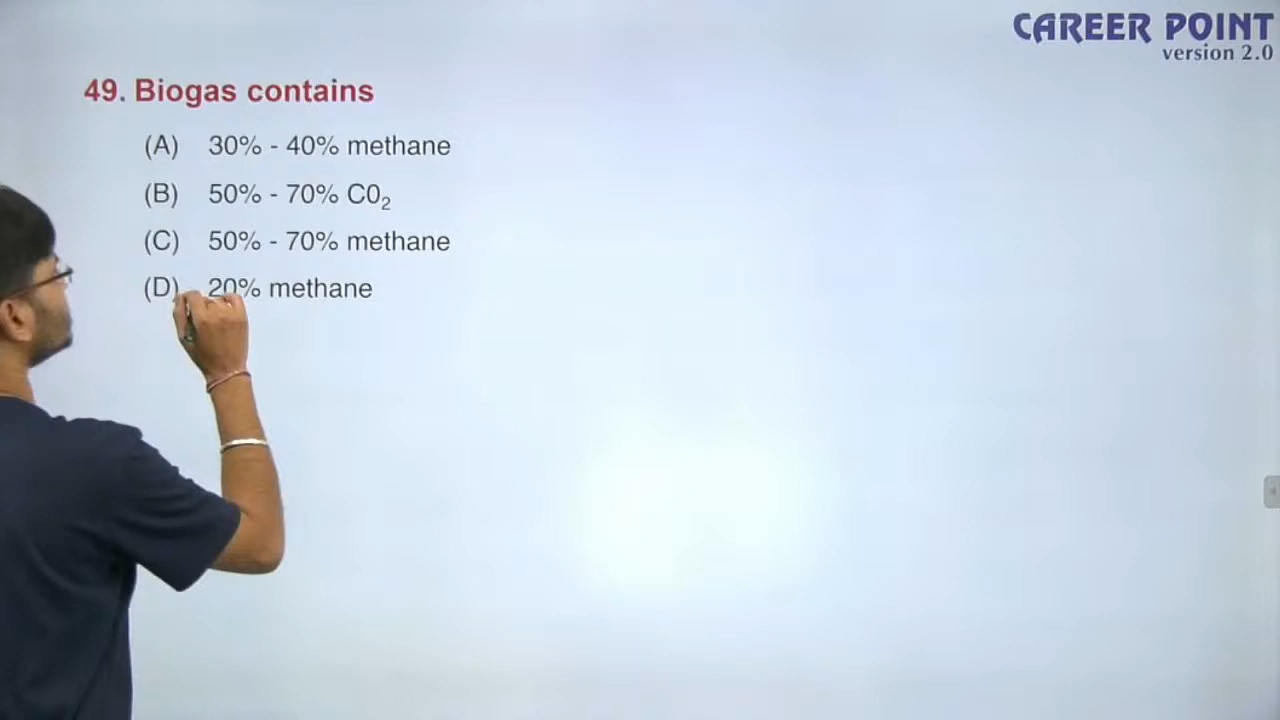 CAREER POINT
version 2.0
49. Biogas contains
(A) 30% - 40% methane
(B) 50% - 70% C0₂
(C) 50% - 70% methane
(D) 20% methane